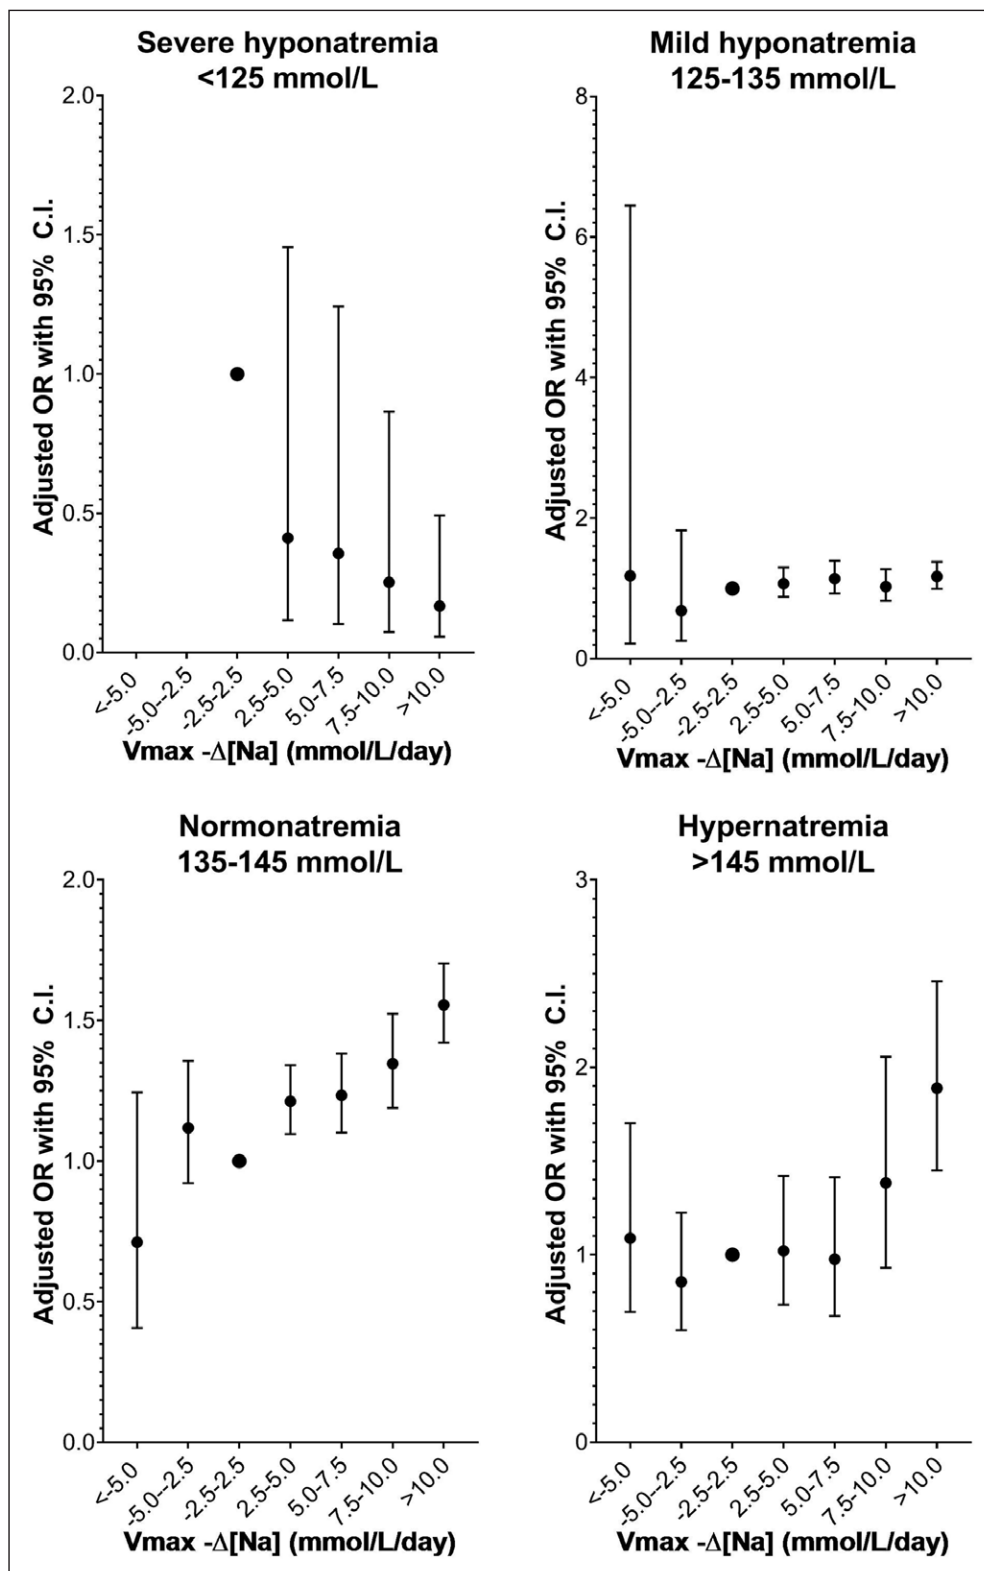 Severe hyponatremia
<125 mmol/L
Adjusted OR with 95% C.I.
2.0
1.5
1.0
0.5
0.0
<-5.0
-5.0--2.5
-2.5-2.5
2.5-5.0
5.0-7.5
7.5-10.0
>10.0
Vmax -Δ[Na] (mmol/L/day)
Mild hyponatremia
125-135 mmol/L
Adjusted OR with 95% C.I.
8
6
4
2
0
<-5.0
-5.0--2.5
-2.5-2.5
2.5-5.0
5.0-7.5
7.5-10.0
>10.0
Vmax -Δ[Na] (mmol/L/day)
Normonatremia
135-145 mmol/L
Adjusted OR with 95% C.I.
2.0
1.5
1.0
0.5
0.0
<-5.0
-5.0--2.5
-2.5-2.5
2.5-5.0
5.0-7.5
7.5-10.0
>10.0
Vmax -Δ[Na] (mmol/L/day)
Hypernatremia
>145 mmol/L
Adjusted OR with 95% C.I.
3
2
1
0
<-5.0
-5.0--2.5
-2.5-2.5
2.5-5.0
5.0-7.5
7.5-10.0
>10.0
Vmax -Δ[Na] (mmol/L/day)